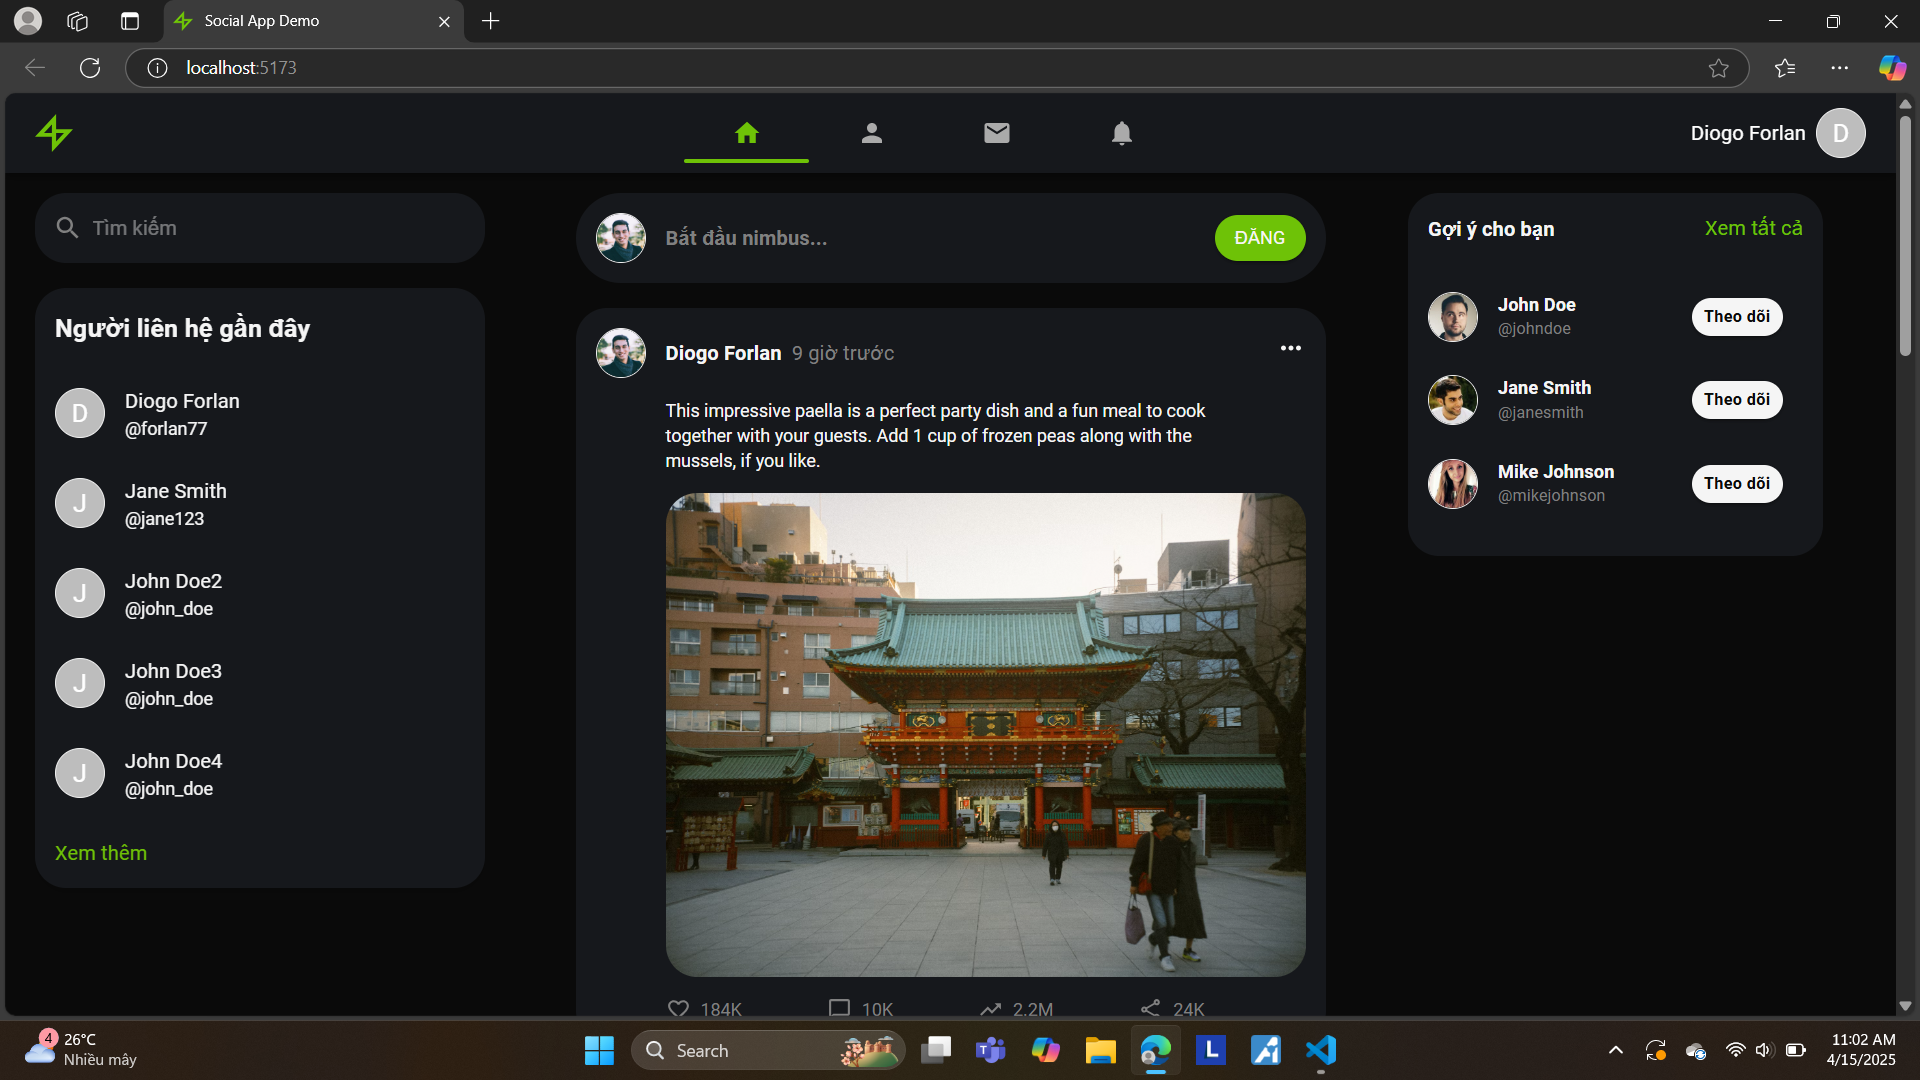 Social App Demo
localhost:5173
Diogo Forlan
D
Tìm kiếm
Người liên hệ gần đây
D
Diogo Forlan
@forlan77
J
Jane Smith
@jane123
J
John Doe2
@john_doe
J
John Doe3
@john_doe
J
John Doe4
@john_doe
Xem thêm
Bắt đầu nimbus...
ĐĂNG
Diogo Forlan 9 giờ trước
This impressive paella is a perfect party dish and a fun meal to cook
together with your guests. Add 1 cup of frozen peas along with the
mussels, if you like.
184K
10K
2.2M
24K
Gợi ý cho bạn
Xem tất cả
John Doe
@johndoe
Theo dõi
Jane Smith
@janesmith
Theo dõi
Mike Johnson
@mikejohnson
Theo dõi
4
26°C
Nhiều mây
Search
T
L
11:02 AM
4/15/2025